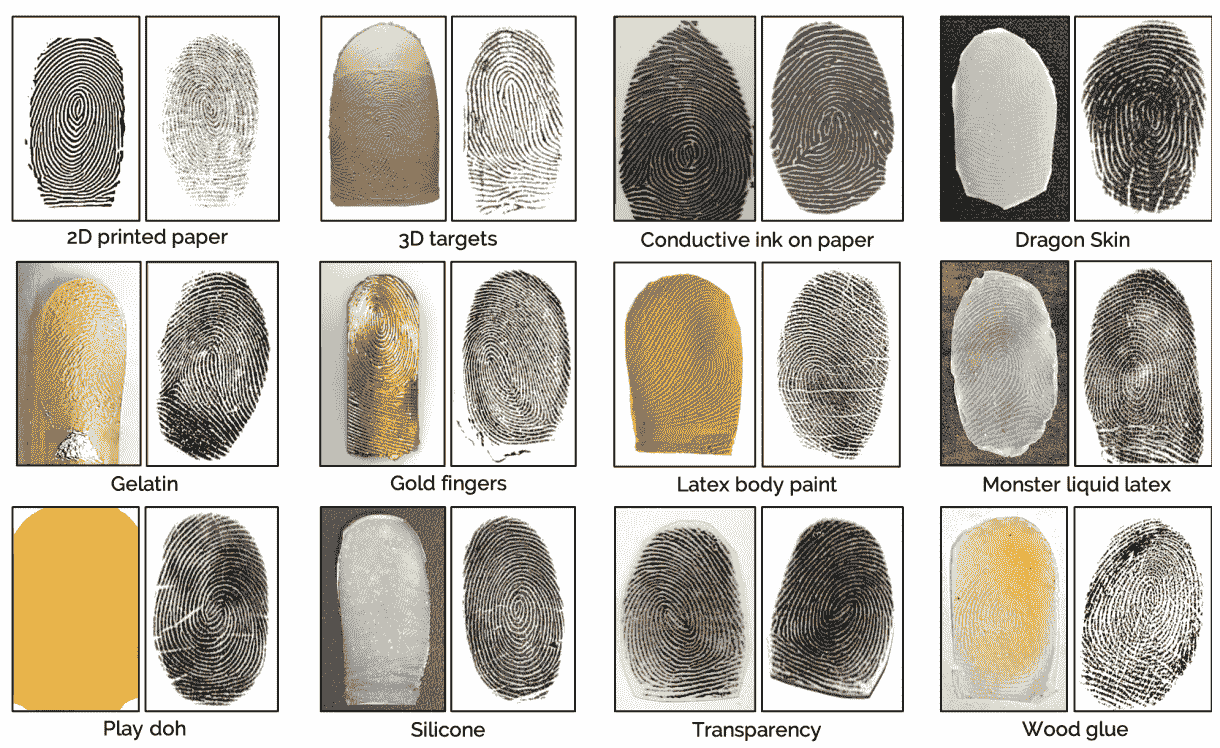 2D printed paper
3D targets
Conductive ink on paper
Dragon Skin
Gelatin
Gold fingers
Latex body paint
Monster liquid latex
Play doh
Silicone
Transparency
Wood glue